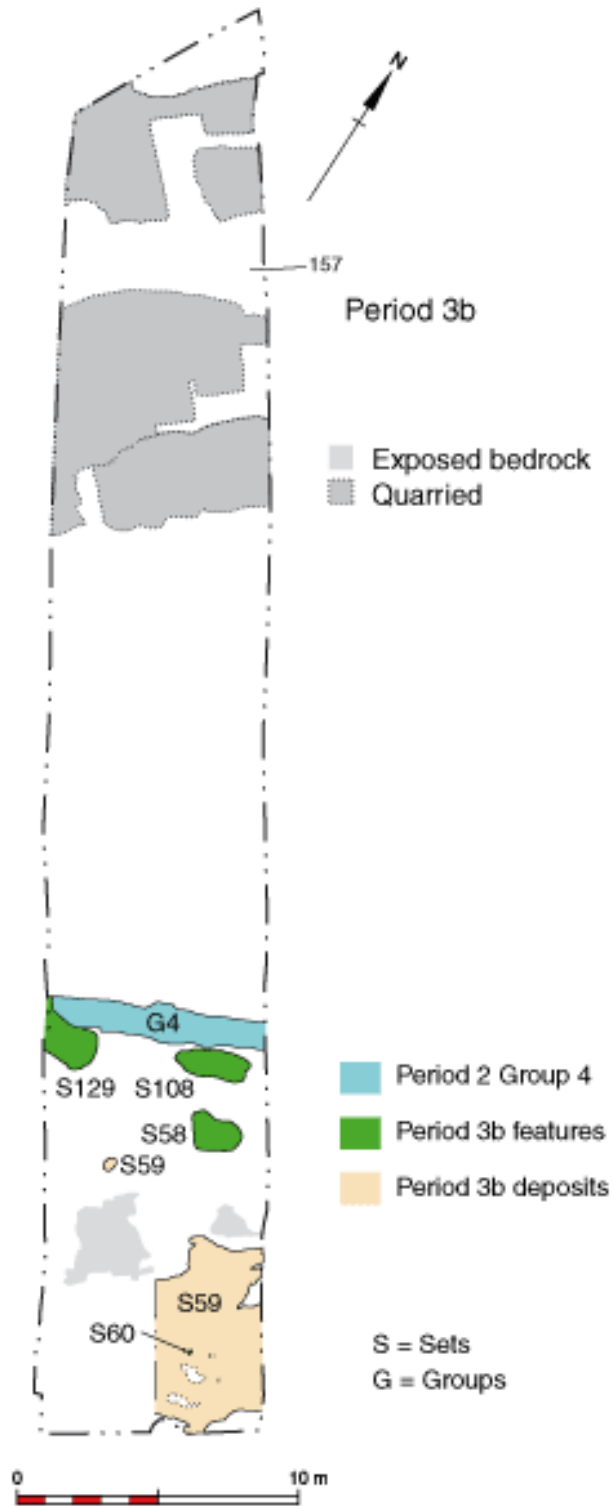 N
157
Period 3b
Exposed bedrock
Quarried
G4
S129
S108
S58
S59
Period 2 Group 4
Period 3b features
Period 3b deposits
S59
S60
S = Sets
G = Groups
0
10 m